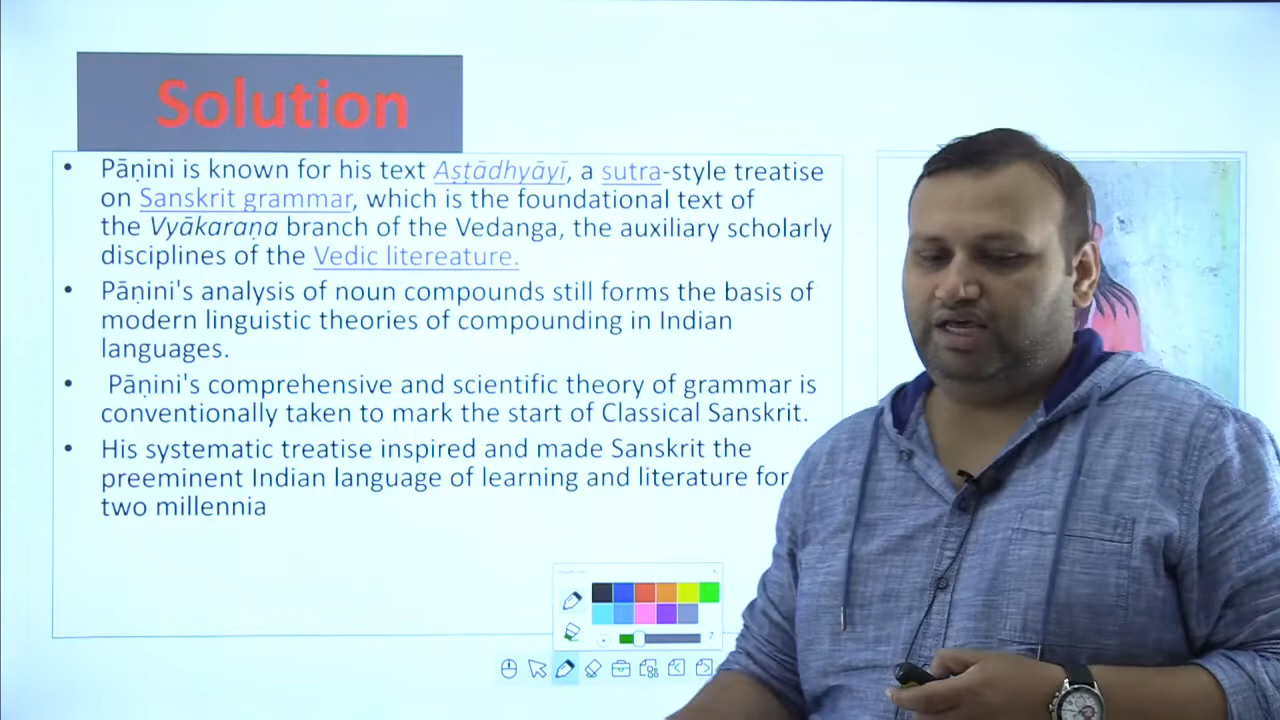 Solution
• Pāṇini is known for his text Aṣṭādhyāyī, a sutra-style treatise
on Sanskrit grammar, which is the foundational text of
the Vyākaraṇa branch of the Vedanga, the auxiliary scholarly
disciplines of the Vedic litereature.
• Pāṇini's analysis of noun compounds still forms the basis of
modern linguistic theories of compounding in Indian
languages.
• Pāṇini's comprehensive and scientific theory of grammar is
conventionally taken to mark the start of Classical Sanskrit.
• His systematic treatise inspired and made Sanskrit the
preeminent Indian language of learning and literature for
two millennia
7